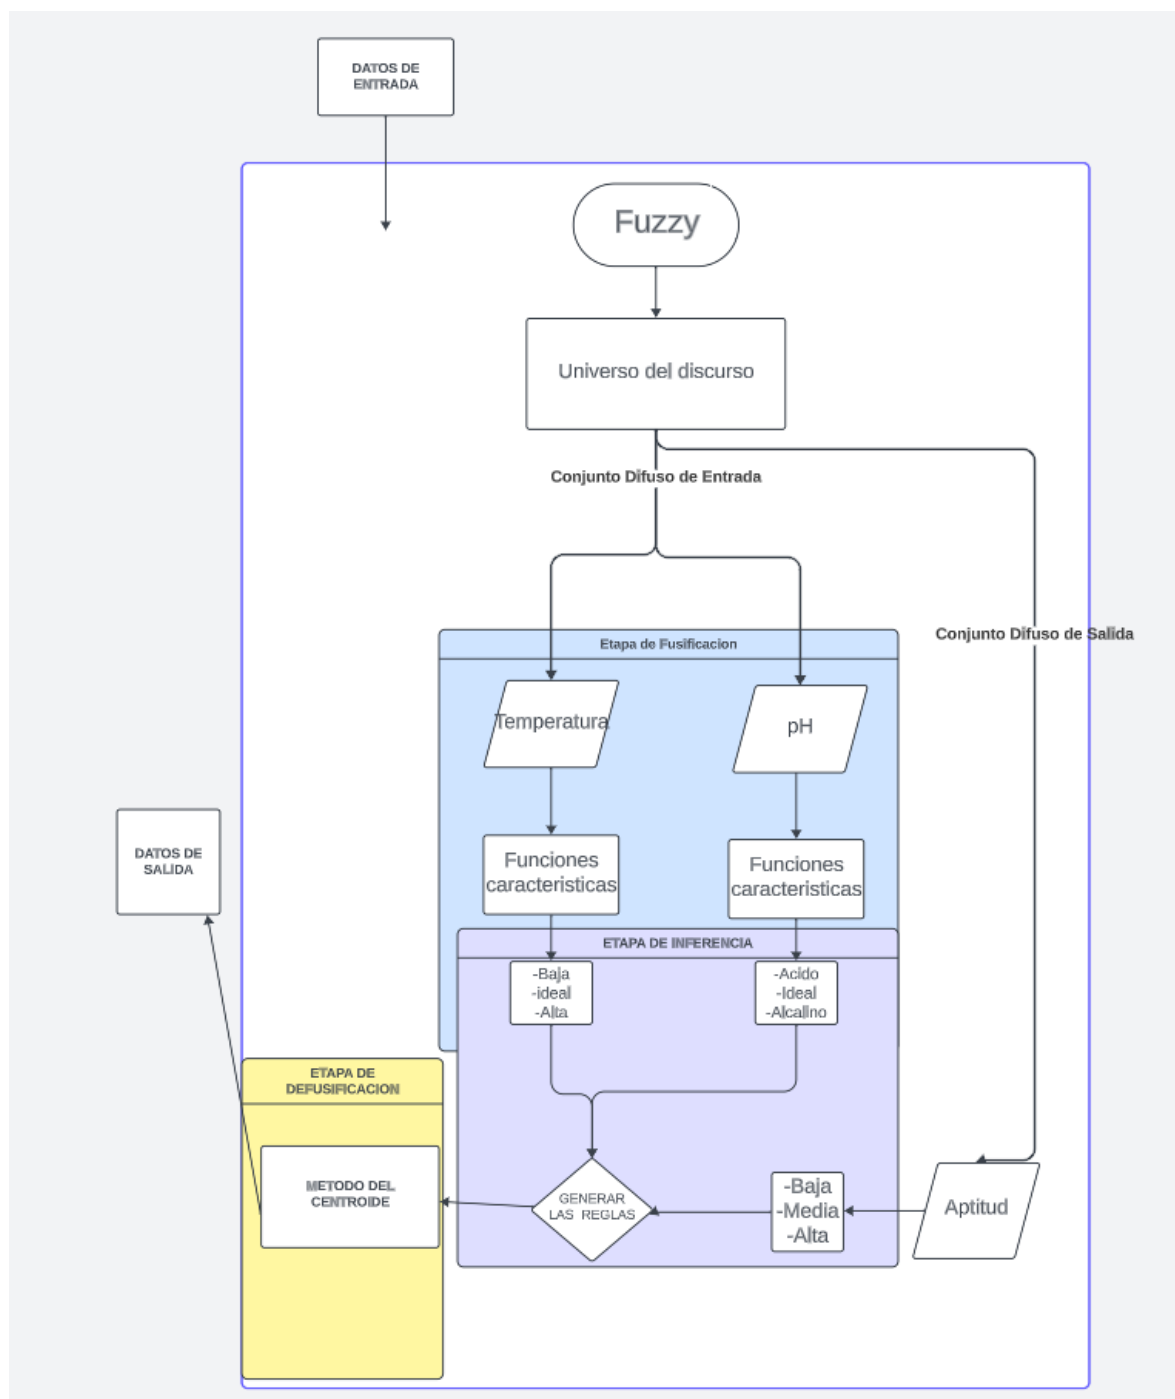 DATOS DE
ENTRADA
Fuzzy
Universo del discurso
Conjunto Difuso de Entrada
Conjunto Difuso de Salida
Etapa de Fusificacion
Temperatura
pH
Funciones
caracteristicas
Funciones
caracteristicas
DATOS DE
SALIDA
ETAPA DE INFERENCIA
-Baja
-ideal
-Alta
-Acido
-Ideal
-Alcalino
ETAPA DE
DEFUSIFICACION
METODO DEL
CENTROIDE
GENERAR
LAS REGLAS
-Baja
-Media
-Alta
Aptitud